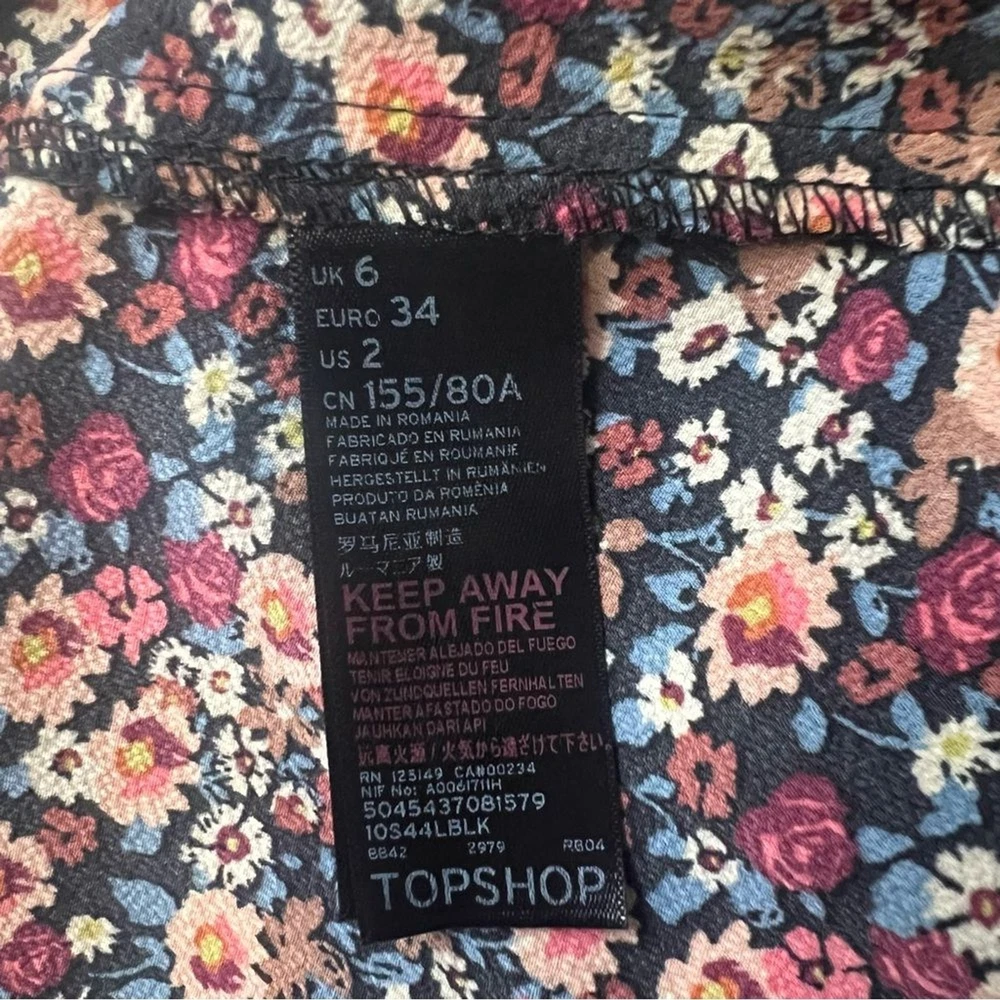 UK 6
EURO 34
US 2
CN 155/80A
MADE IN ROMANIA
FABRICADO EN RUMANIA
FABRIQUÉ EN ROUMANIE
HERGESTELLT IN RUMÄNIEN
PRODUTO DA ROMÉNIA
BUATAN RUMANIA
罗马尼亚制造
ルーマニア製
KEEP AWAY
FROM FIRE
MANTENER ALEJADO DEL FUEGO
TENIR ELOIGNE DU FEU
VON ZUNDQUELLEN FERNHALTEN
MANTER AFASTADO DO FOGO
JAUHKAN DARI API
远离火源 / 火気から遠ざけて下さい。
RN 125149 CA#00234
NIF No: A0061711H
5045437081579
10S44LBLK
8842 2979 RB04
TOPSHOP